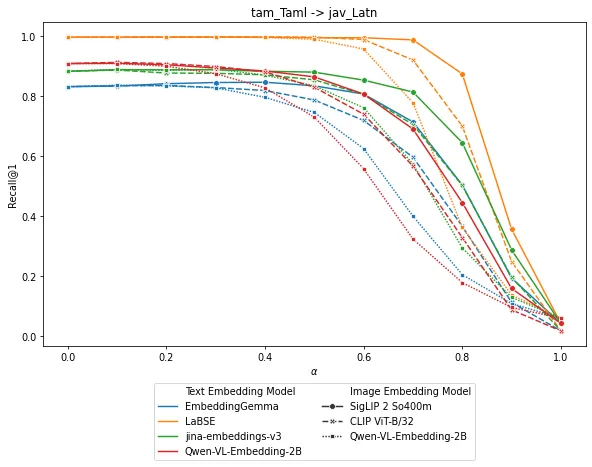 tam_Taml -> jav_Latn
1.0
0.8
0.6
0.4
0.2
0.0
Recall@1
0.0 0.2 0.4 0.6 0.8 1.0
α
Text Embedding Model Image Embedding Model
EmbeddingGemma SigLIP 2 So400m
LaBSE CLIP ViT-B/32
jina-embeddings-v3 Qwen-VL-Embedding-2B
Qwen-VL-Embedding-2B